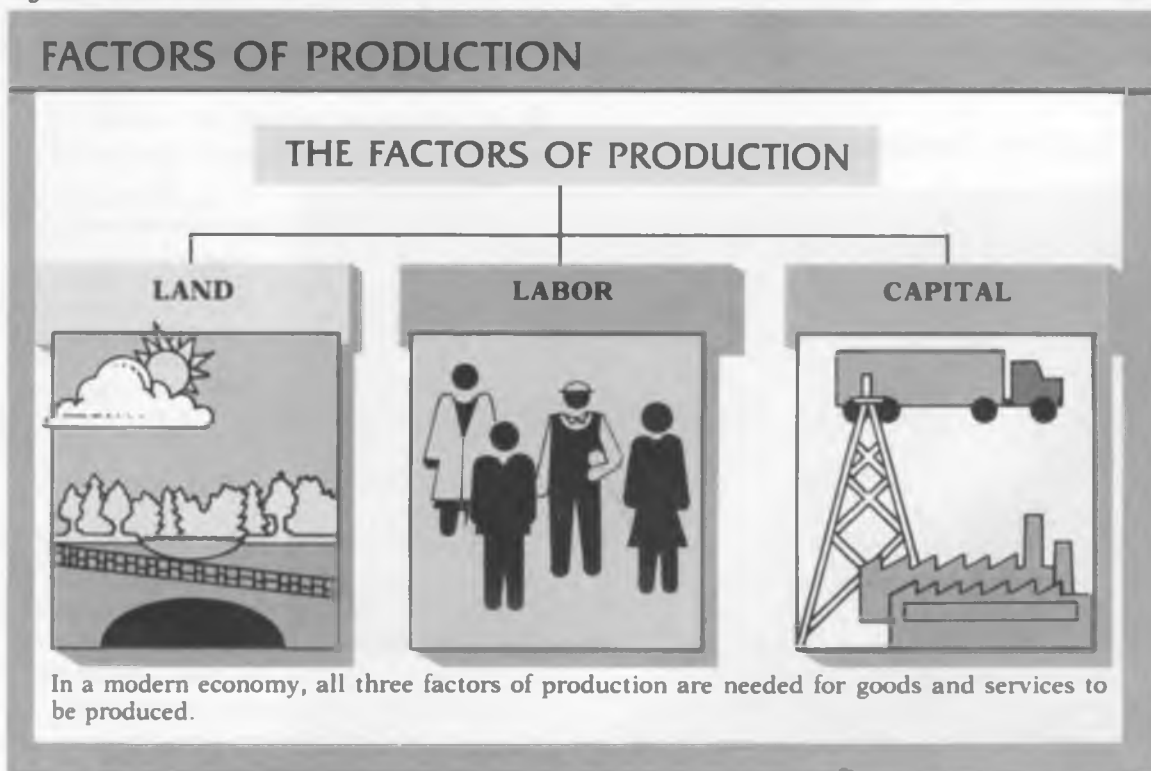 FACTORS OF PRODUCTION
THE FACTORS OF PRODUCTION
LAND
LABOR
CAPITAL
In a modern economy, all three factors of production are needed for goods and services to
be produced.